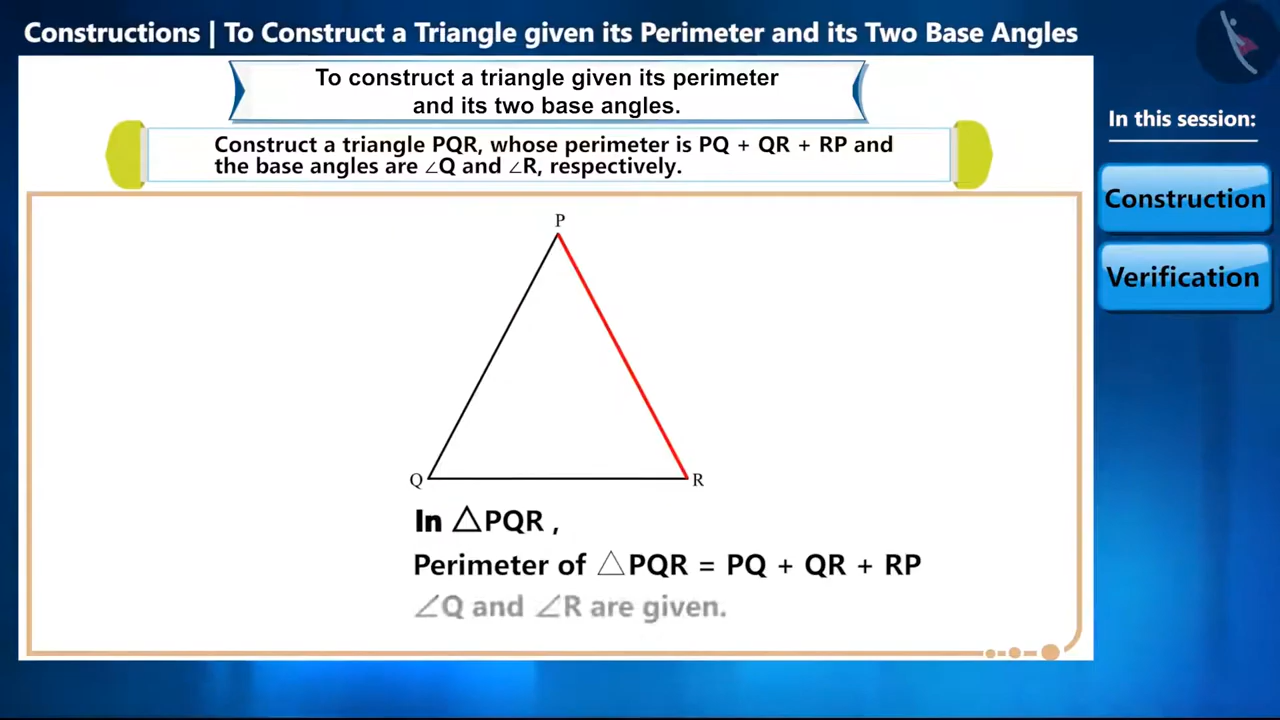 Constructions | To Construct a Triangle given its Perimeter and its Two Base Angles
To construct a triangle given its perimeter
and its two base angles.
In this session:
Construct a triangle PQR, whose perimeter is PQ + QR + RP and
the base angles are ∠Q and ∠R, respectively.
Construction
Verification
P
Q
R
In △PQR ,
Perimeter of △PQR = PQ + QR + RP
∠Q and ∠R are given.